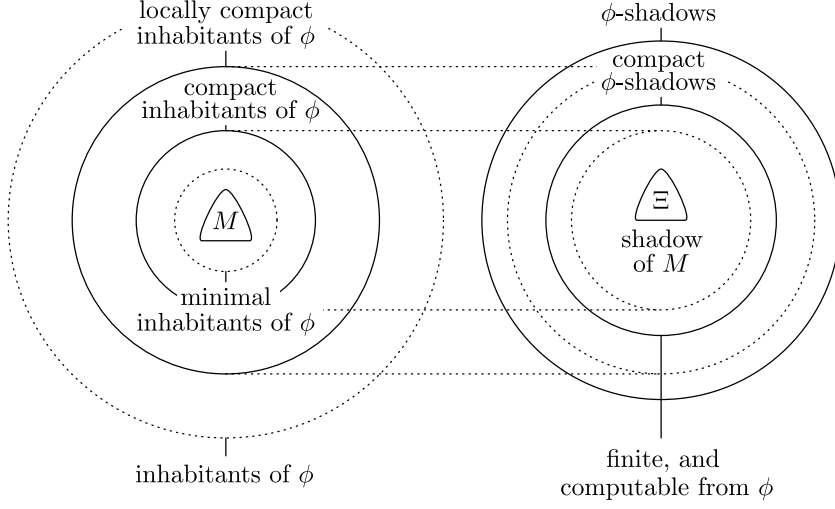 locally compact
inhabitants of ϕ
compact
inhabitants of ϕ
M
minimal
inhabitants of ϕ
inhabitants of ϕ
ϕ-shadows
compact
ϕ-shadows
Ξ
shadow
of M
finite, and
computable from ϕ